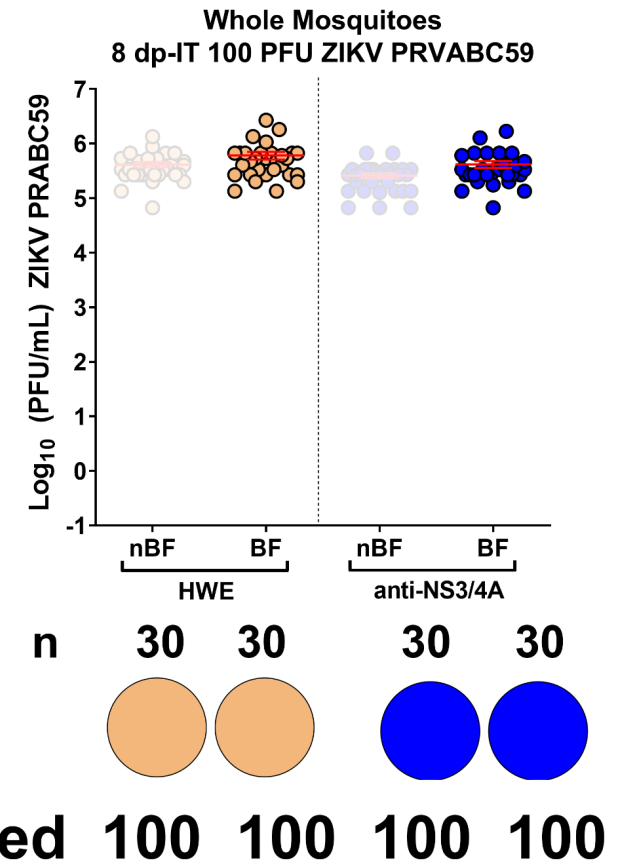 Whole Mosquitoes
8 dp-IT 100 PFU ZIKV PRVABC59
Log10 (PFU/mL) ZIKV PRABC59
7
6
5
4
3
2
1
0
-1
nBF BF nBF BF
HWE anti-NS3/4A
n 30 30 30 30
ed 100 100 100 100